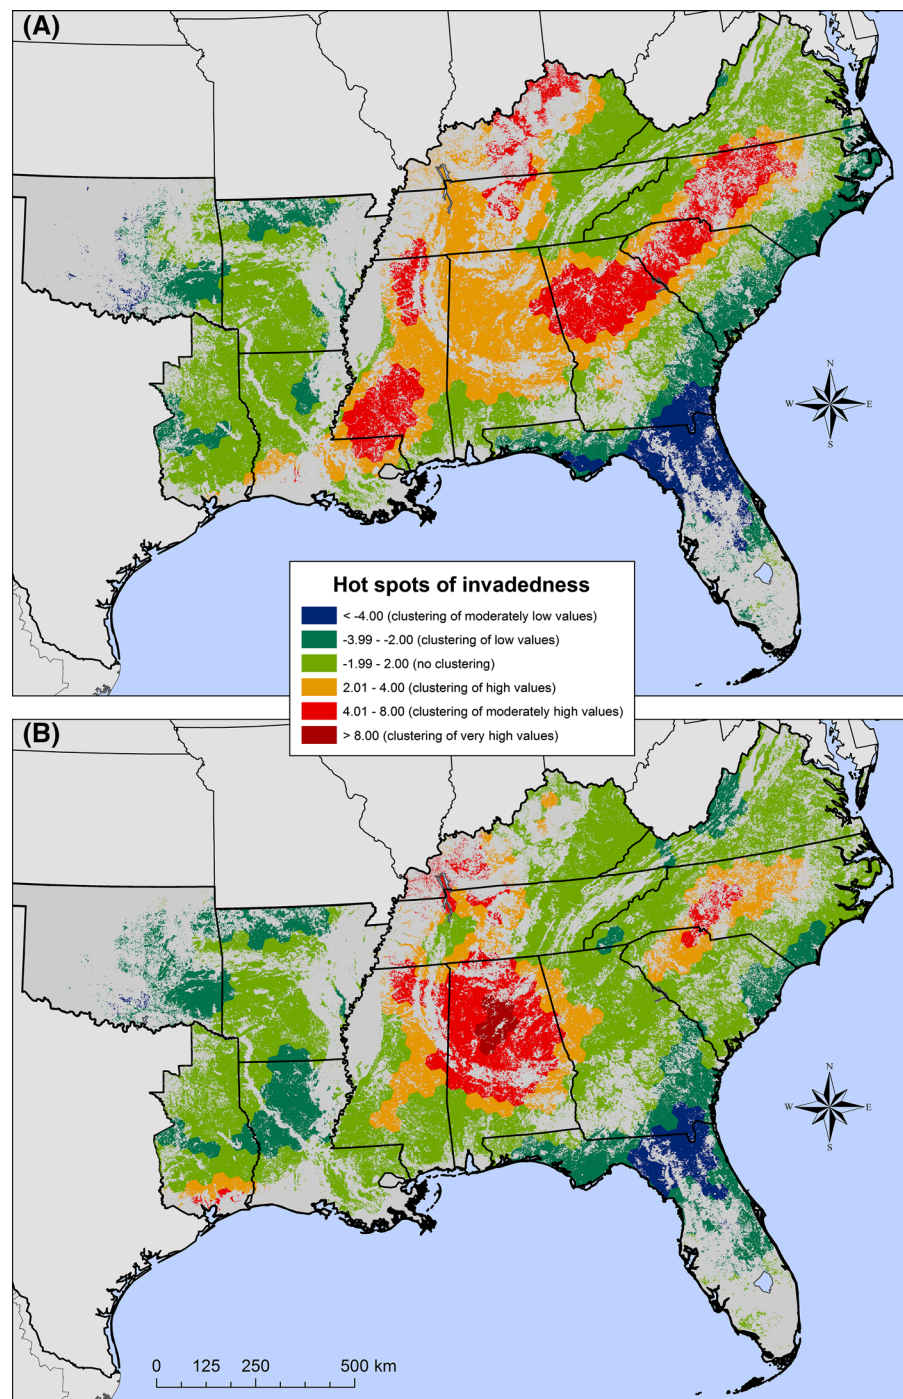 (A)
N
W E
S
Hot spots of invadedness
< -4.00 (clustering of moderately low values)
-3.99 - -2.00 (clustering of low values)
-1.99 - 2.00 (no clustering)
2.01 - 4.00 (clustering of high values)
4.01 - 8.00 (clustering of moderately high values)
> 8.00 (clustering of very high values)
(B)
N
W E
S
0 125 250 500 km